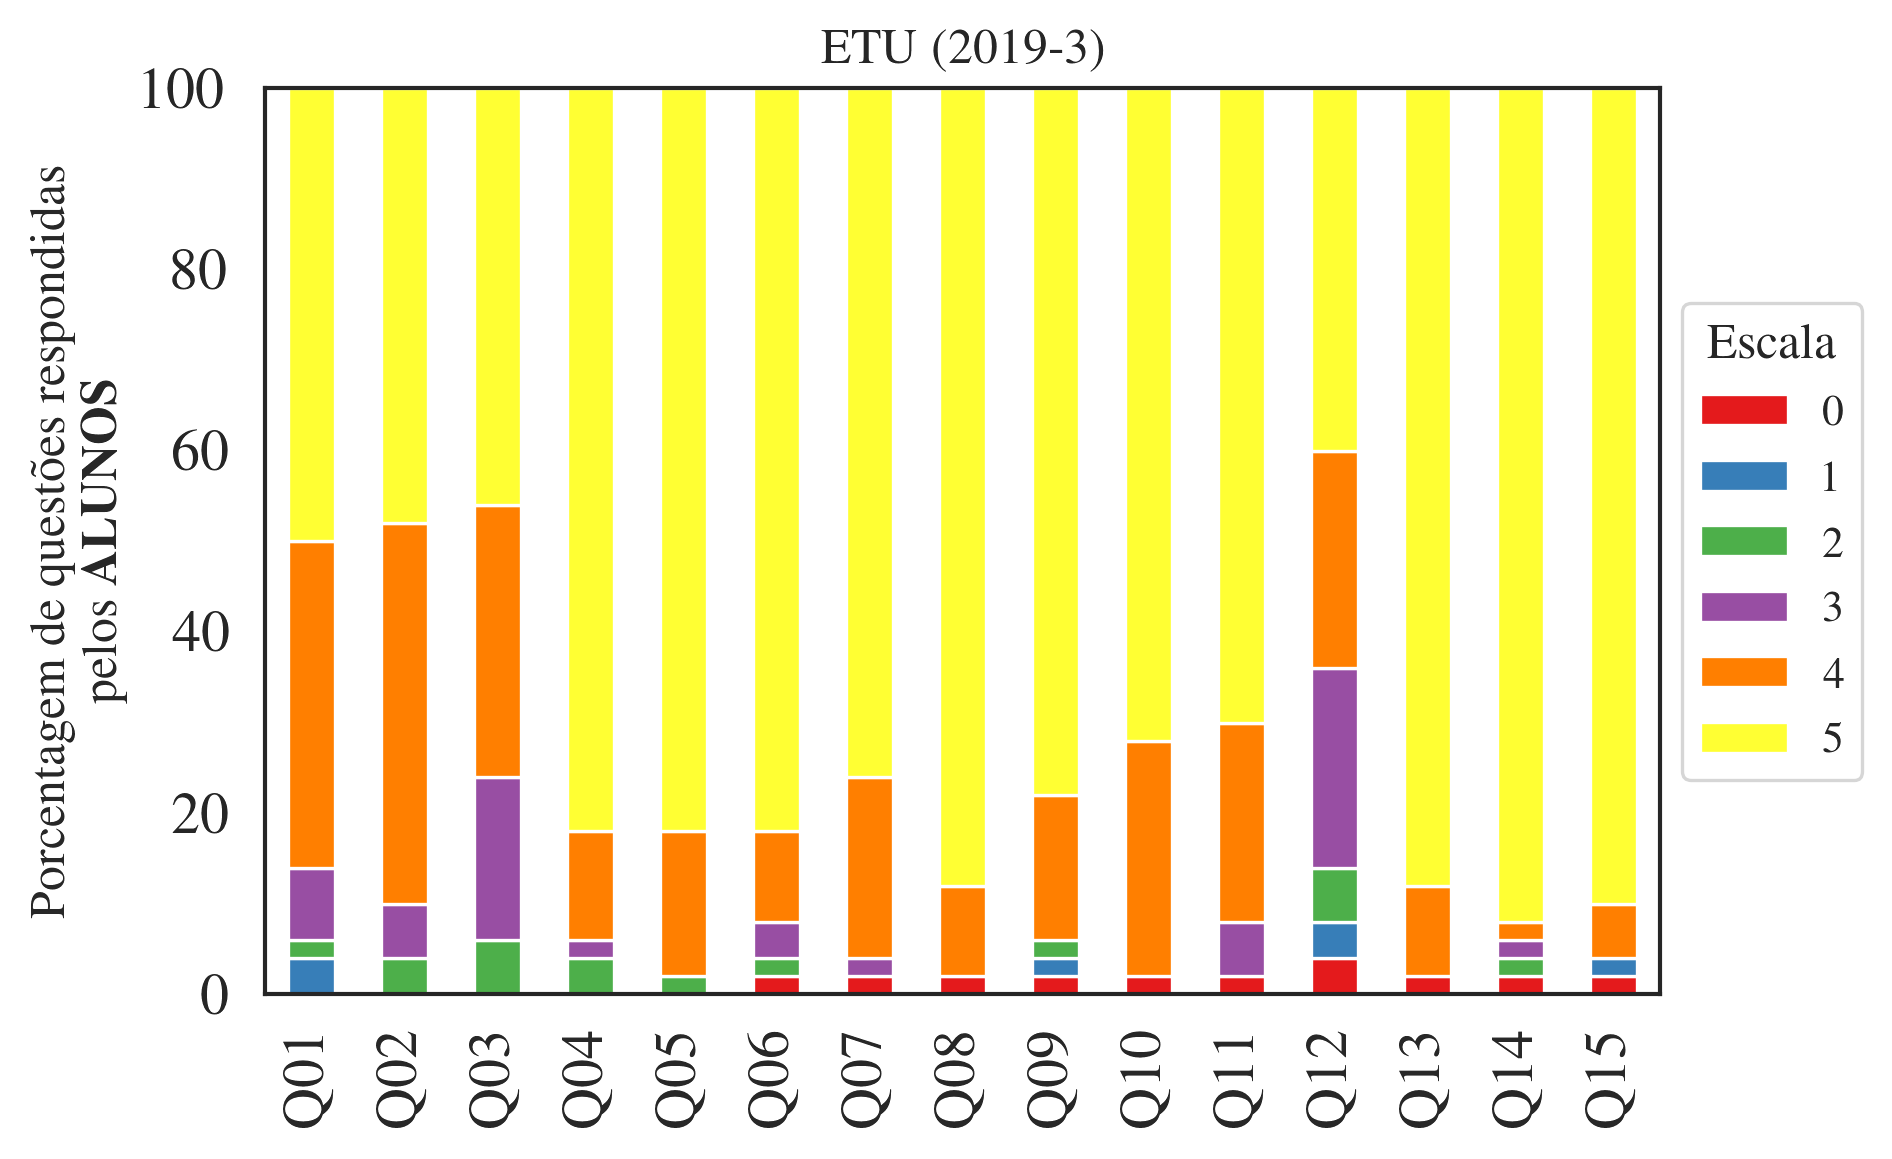 ETU (2019-3)
Porcentagem de questões respondidas
pelos ALUNOS
100
80
60
40
20
0
Q01
Q02
Q03
Q04
Q05
Q06
Q07
Q08
Q09
Q10
Q11
Q12
Q13
Q14
Q15
Escala
0
1
2
3
4
5